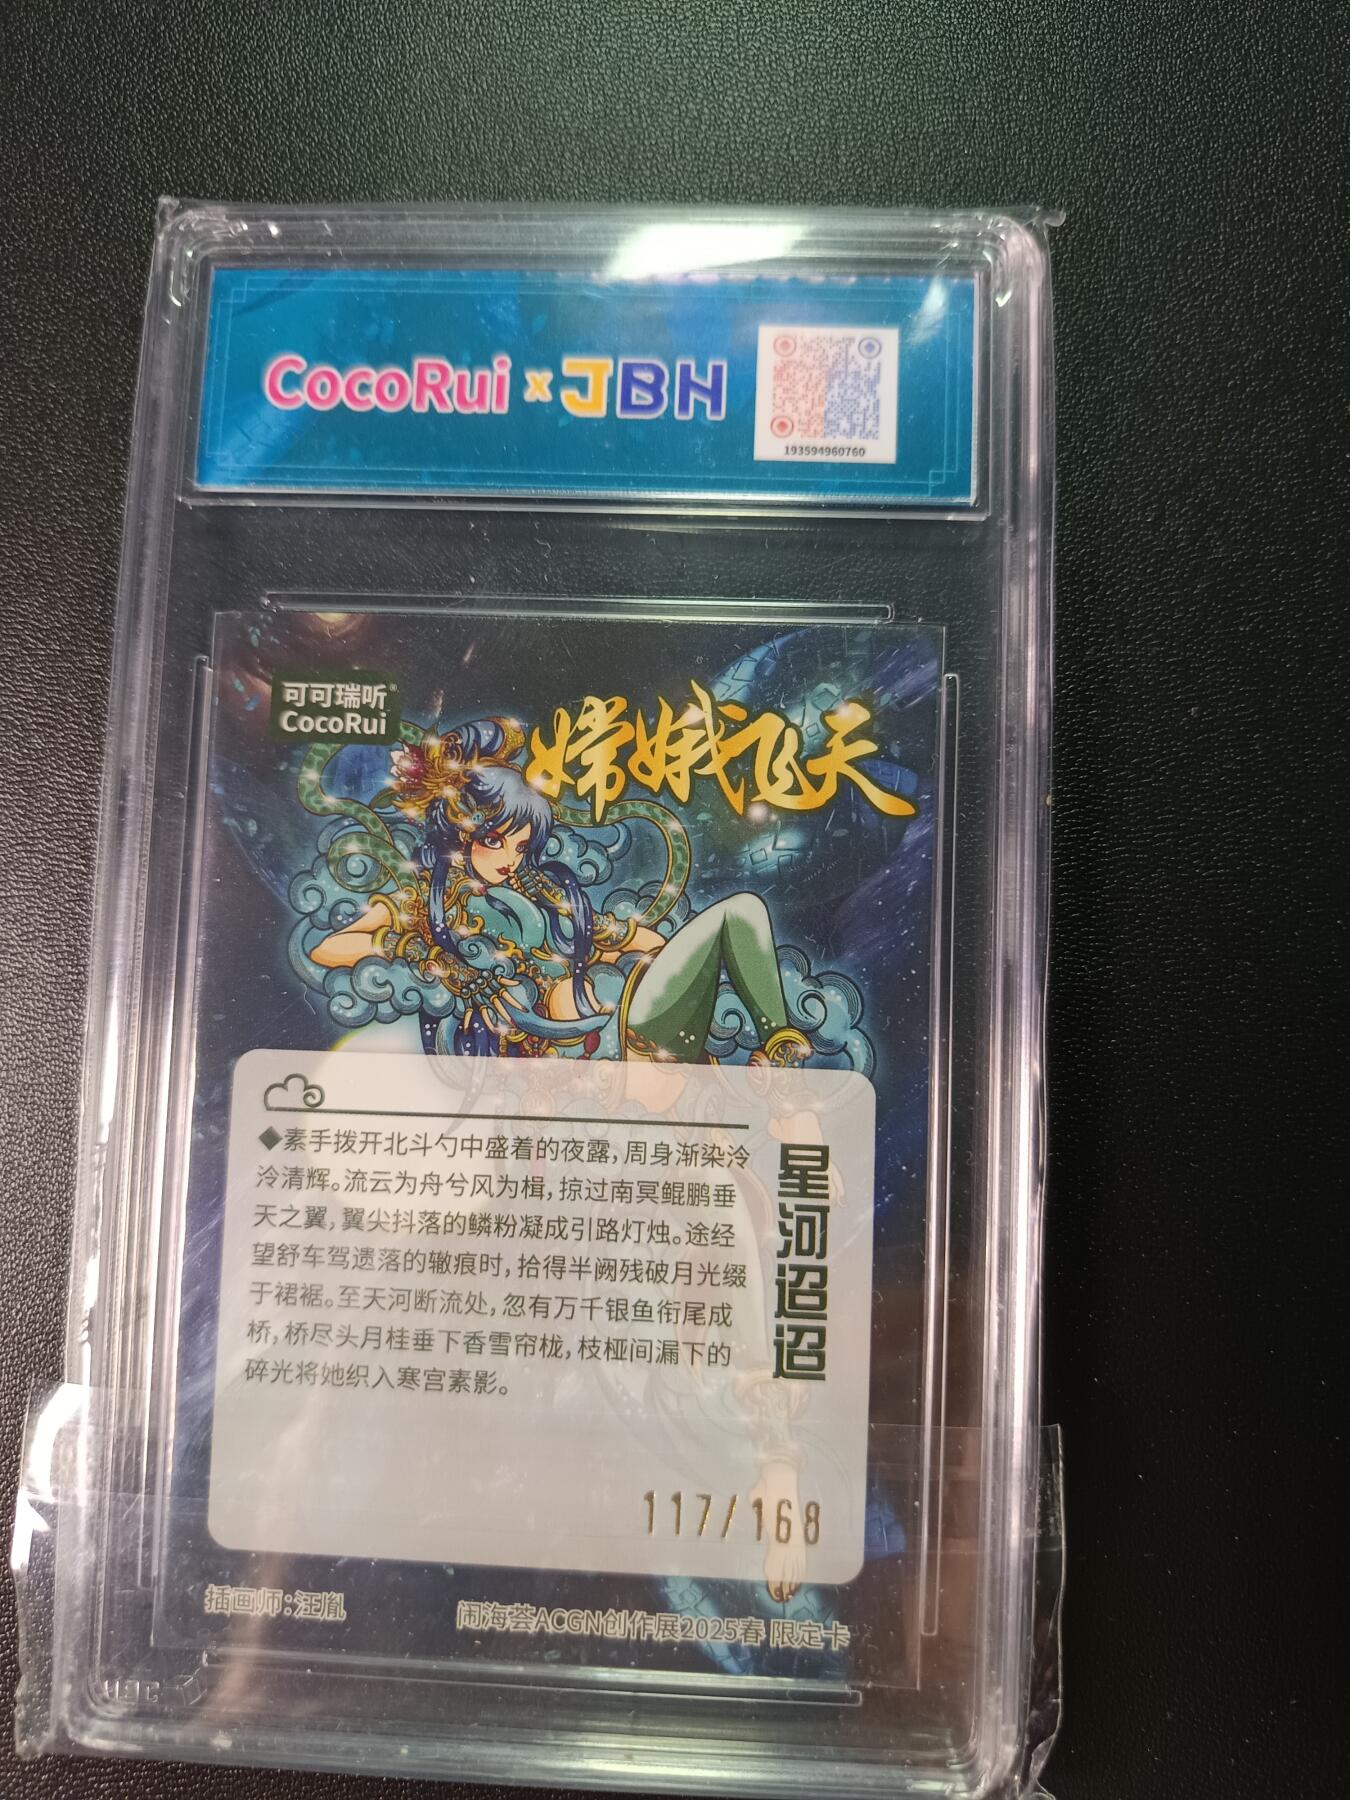 CocoRui x JBH
193594960760
可可瑞听®
CocoRui
嫦娥飞天
◆素手拨开北斗勺中盛着的夜露，周身渐染泠
泠清辉。流云为舟兮风为楫，掠过南冥鲲鹏垂
天之翼，翼尖抖落的鳞粉凝成引路灯烛。途经
望舒车驾遗落的辙痕时，拾得半阙残破月光缀
于裙裾。至天河断流处，忽有万千银鱼衔尾成
桥，桥尽头月桂垂下香雪帘栊，枝桠间漏下的
碎光将她织入寒宫素影。
星河迢迢
117/168
插画师：汪胤
闹海荟ACGN创作展2025春 限定卡